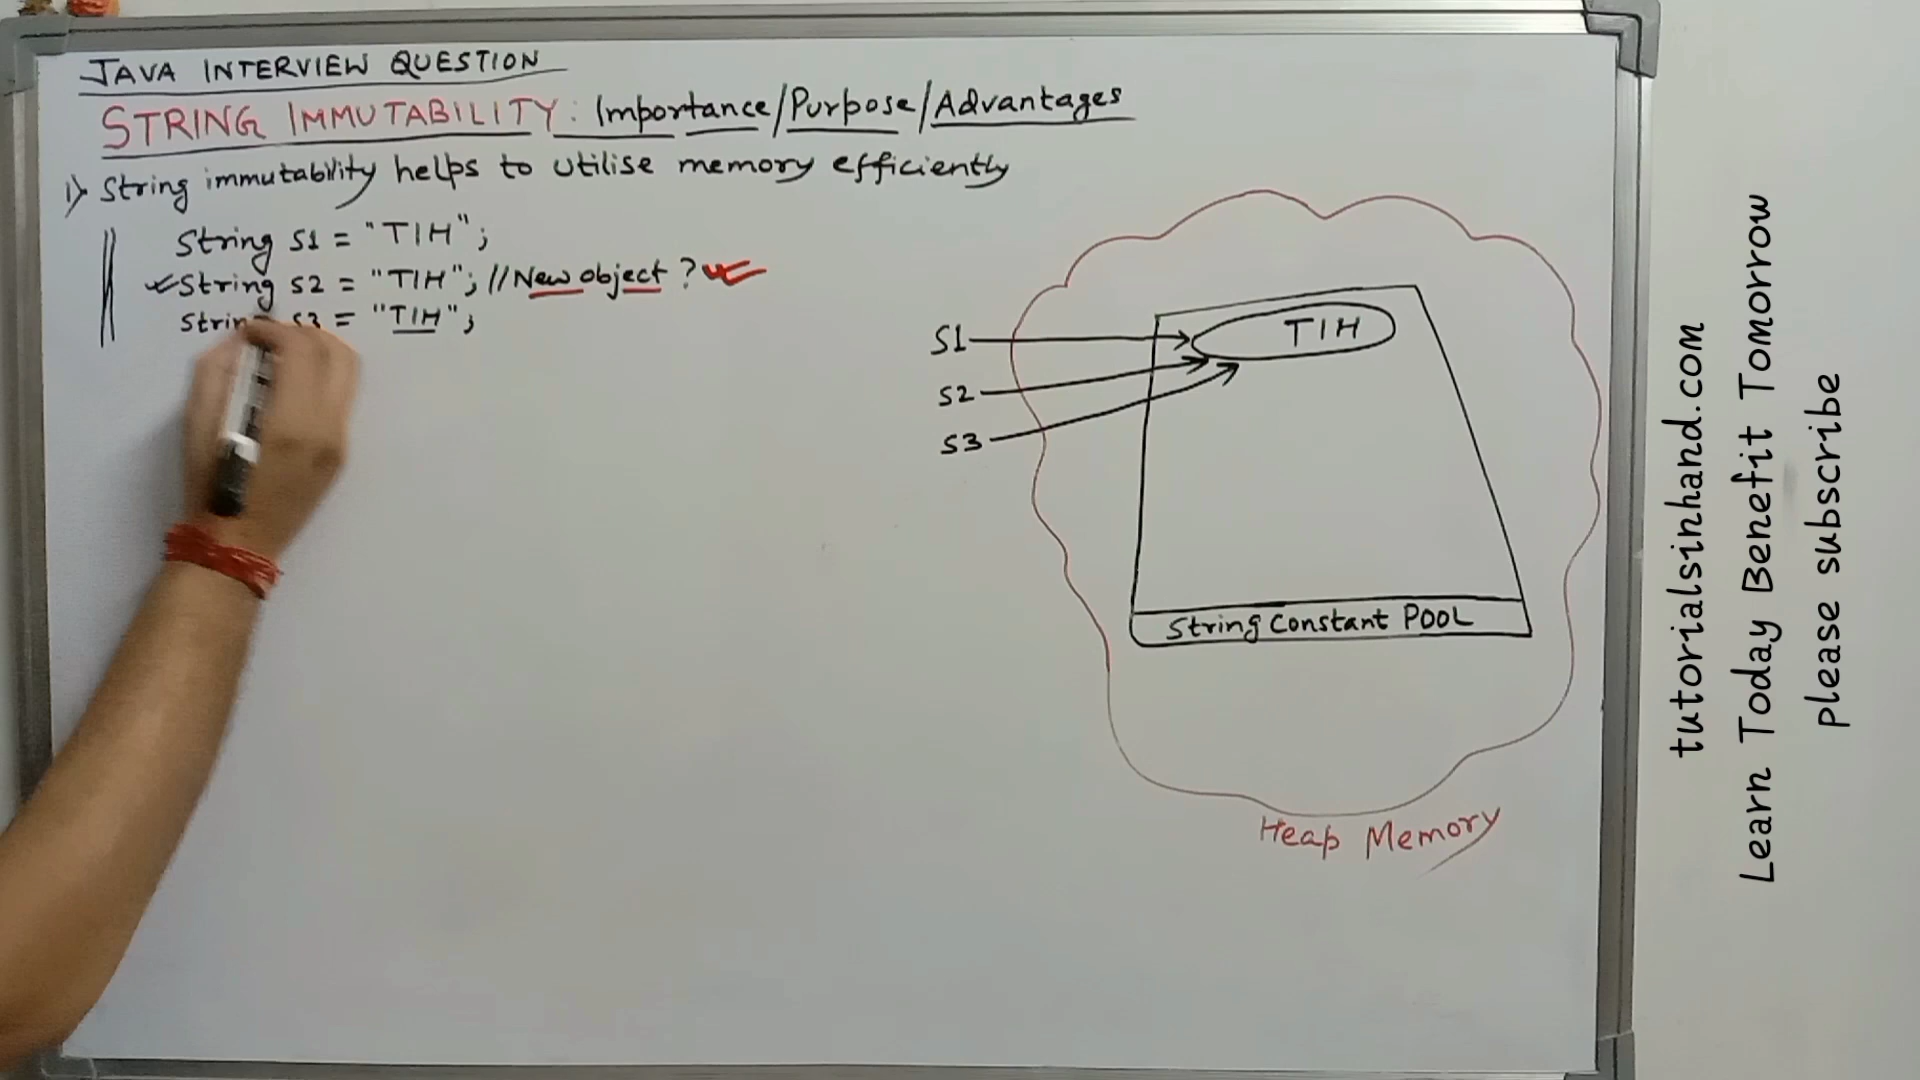 JAVA INTERVIEW QUESTION
STRING IMMUTABILITY: Importance/Purpose/Advantages
1) String immutability helps to utilise memory efficiently
String S1 = "TIH";
String S2 = "TIH"; //New object ?
String S3 = "TIH";
S1
S2
S3
TIH
String Constant POOL
Heap Memory
tutorialsinhand.com
Learn Today Benefit Tomorrow
please subscribe